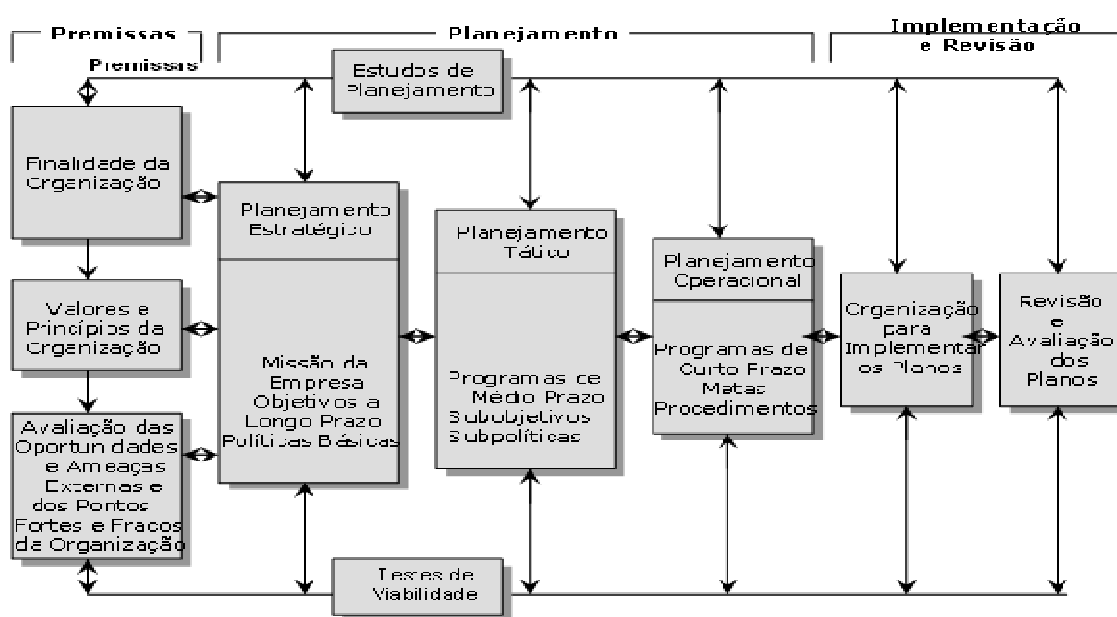 Premissas
Planejamento
Implementação
e Revisão
Premissas
Estudos de
Planejamento
Finalidade da
Organização
Valores e
Princípios da
Organização
Avaliação das
Oportunidades
e Ameaças
Externas e
dos Pontos
Fortes e Fracos
da Organização
Planejamento
Estratégico
Missão da
Empresa
Objetivos a
Longo Prazo
Políticas Básicas
Planejamento
Tático
Programas de
Médio Prazo
Subobjetivos
Subpolíticas
Planejamento
Operacional
Programas de
Curto Prazo
Metas
Procedimentos
Organização
para
Implementar
os Planos
Revisão
e
Avaliação
dos
Planos
Testes de
Viabilidade